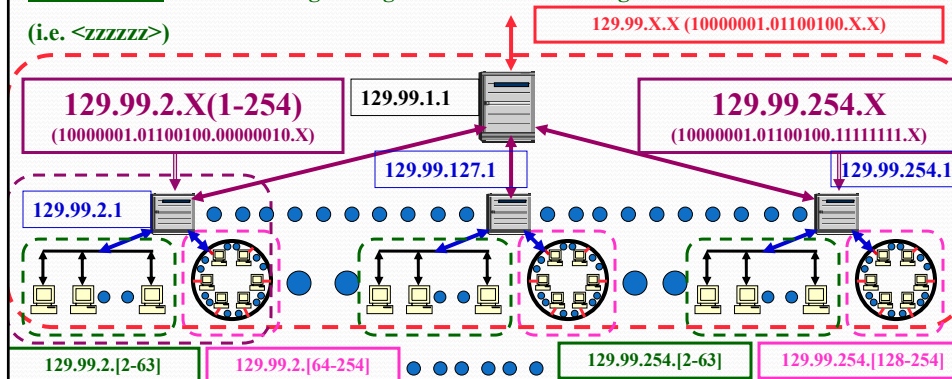 (i.e. <zzzzzz>)
129.99.X.X (10000001.01100100.X.X)
129.99.2.X(1-254)
(10000001.01100100.00000010.X)
129.99.1.1
129.99.254.X
(10000001.01100100.11111111.X)
129.99.127.1
129.99.254.1
129.99.2.1
129.99.2.[2-63]
129.99.2.[64-254]
129.99.254.[2-63]
129.99.254.[128-254]